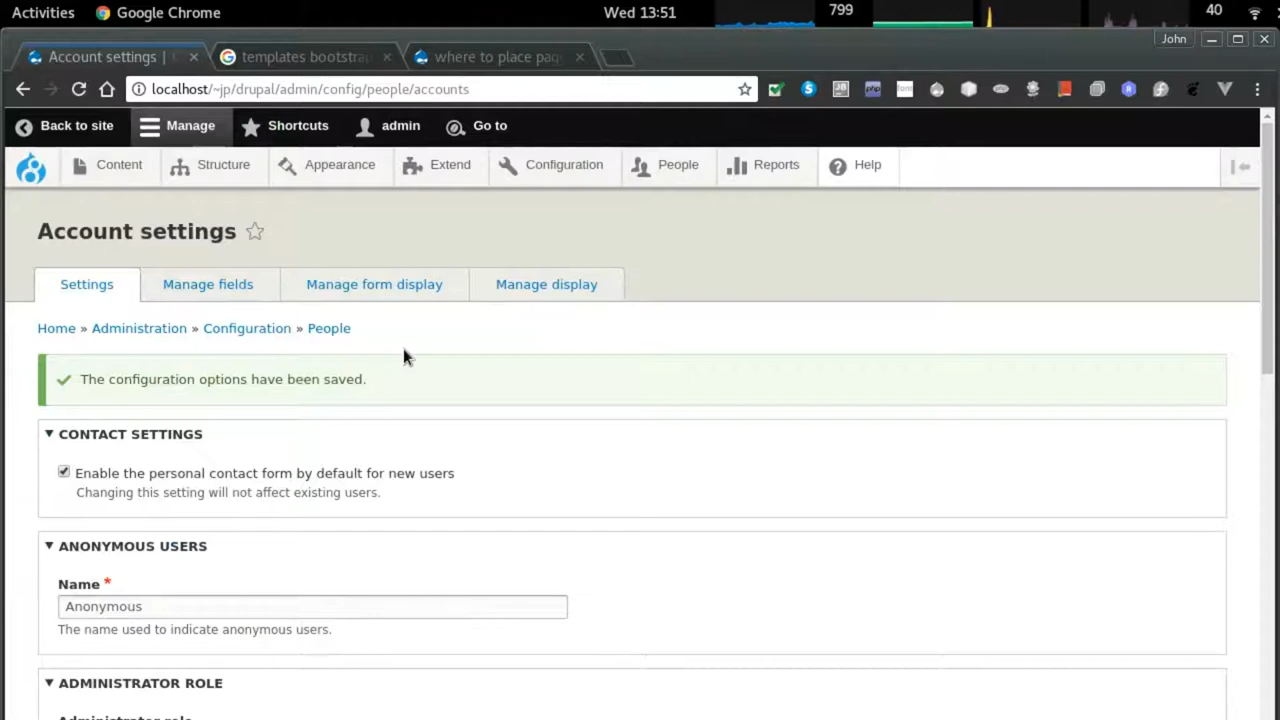 Activities Google Chrome Wed 13:51 799 40
Account settings | templates bootstrap where to place pag John
localhost/~jp/drupal/admin/config/people/accounts
Back to site Manage Shortcuts admin Go to
Content Structure Appearance Extend Configuration People Reports Help
Account settings
Settings Manage fields Manage form display Manage display
Home » Administration » Configuration » People
The configuration options have been saved.
CONTACT SETTINGS
Enable the personal contact form by default for new users
Changing this setting will not affect existing users.
ANONYMOUS USERS
Name *
Anonymous
The name used to indicate anonymous users.
ADMINISTRATOR ROLE
Administrator role